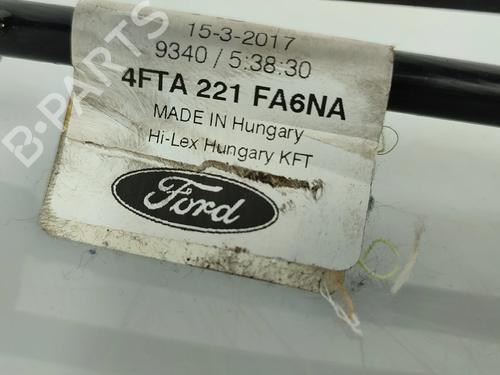 15-3-2017
9340 / 5:38:30
4FTA 221 FA6NA
MADE IN Hungary
Hi-Lex Hungary KFT
Ford
B-PARTS